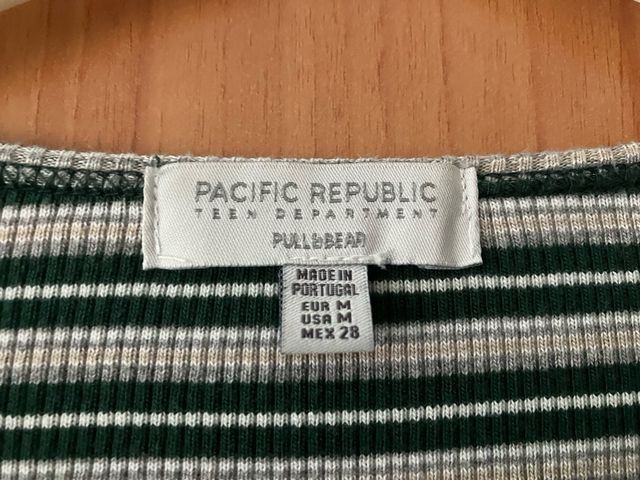 PACIFIC REPUBLIC
TEEN DEPARTMENT
PULL&BEAR
MADE IN
PORTUGAL
EUR M
USA M
MEX 28